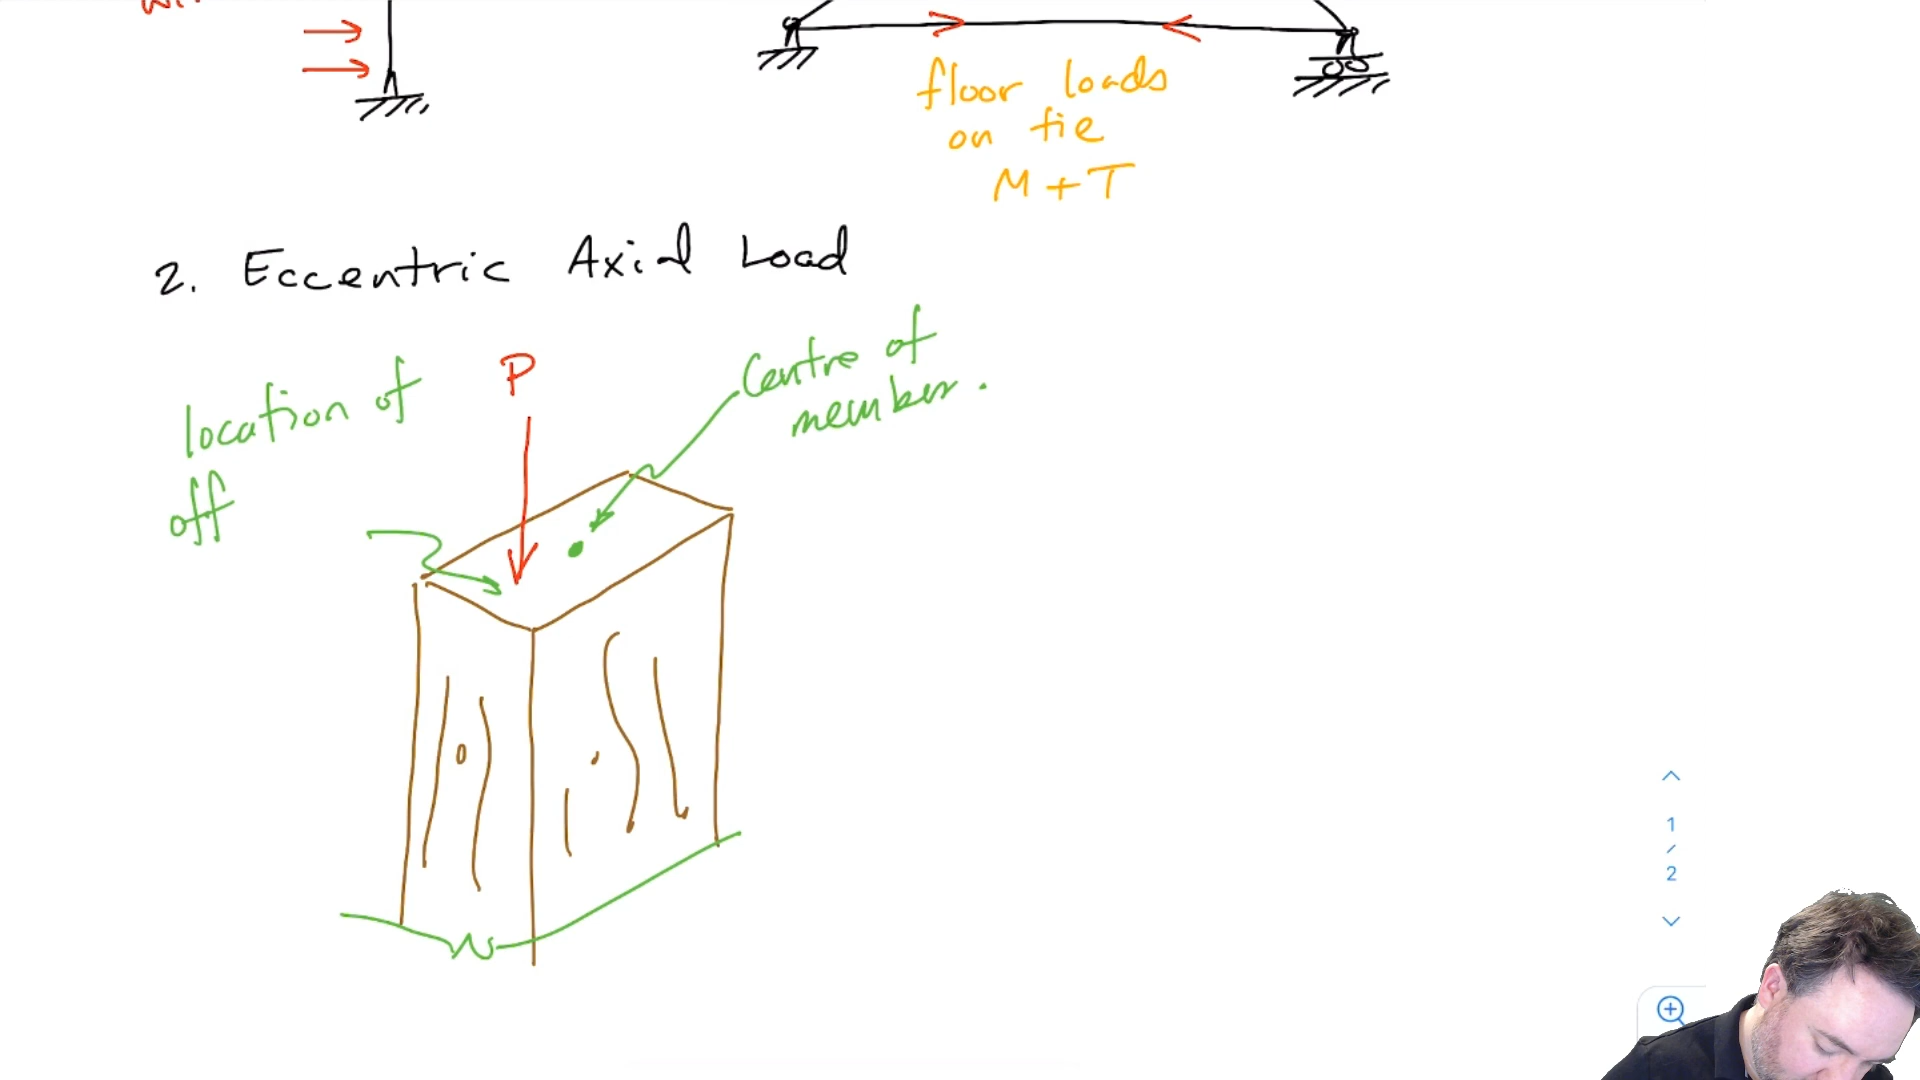 floor loads
on tie
M + T
2. Eccentric Axial Load
P
Centre of
member.
location of
off
1
/
2